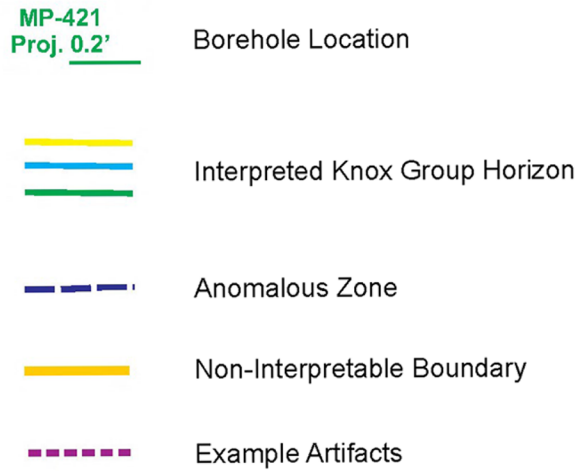 MP-421
Proj. 0.2’
Borehole Location
Interpreted Knox Group Horizon
Anomalous Zone
Non-Interpretable Boundary
Example Artifacts